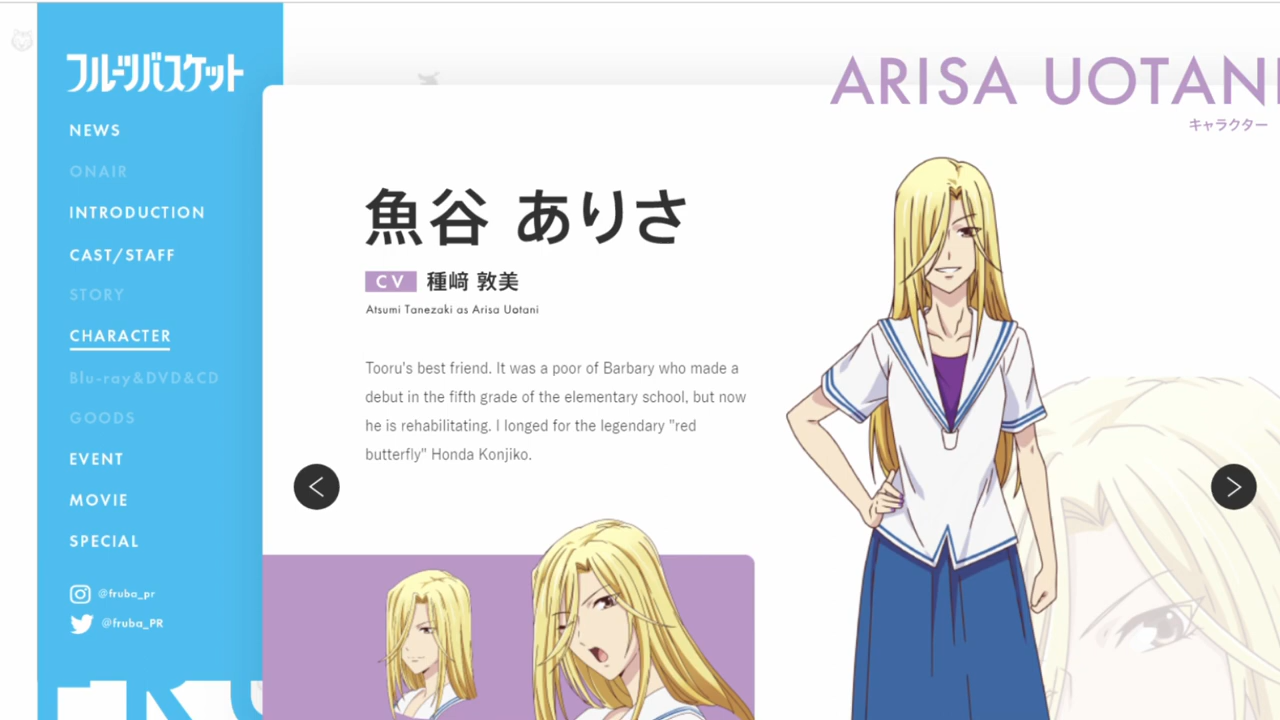 フルーツバスケット
NEWS
ONAIR
INTRODUCTION
CAST/STAFF
STORY
CHARACTER
Blu-ray&DVD&CD
GOODS
EVENT
MOVIE
SPECIAL
@fruba_pr
@fruba_PR
ARISA UOTANI
キャラクター
魚谷 ありさ
CV 種﨑 敦美
Atsumi Tanezaki as Arisa Uotani
Tooru's best friend. It was a poor of Barbary who made a
debut in the fifth grade of the elementary school, but now
he is rehabilitating. I longed for the legendary "red
butterfly" Honda Konjiko.